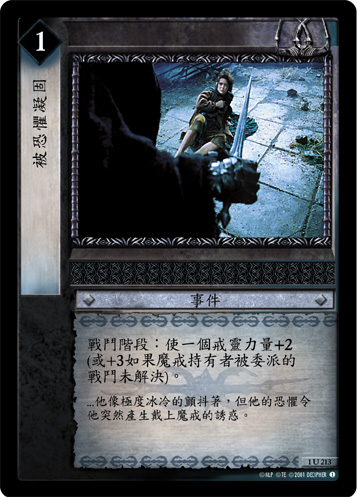 1
被恐懼凝固
事件
戰鬥階段：使一個戒靈力量+2
(或+3如果魔戒持有者被委派的
戰鬥未解決)。
...他像極度冰冷的顫抖著，但他的恐懼令
他突然產生戴上魔戒的誘惑。
1 U 213
©NLP ™TE ©2001 DECIPHER